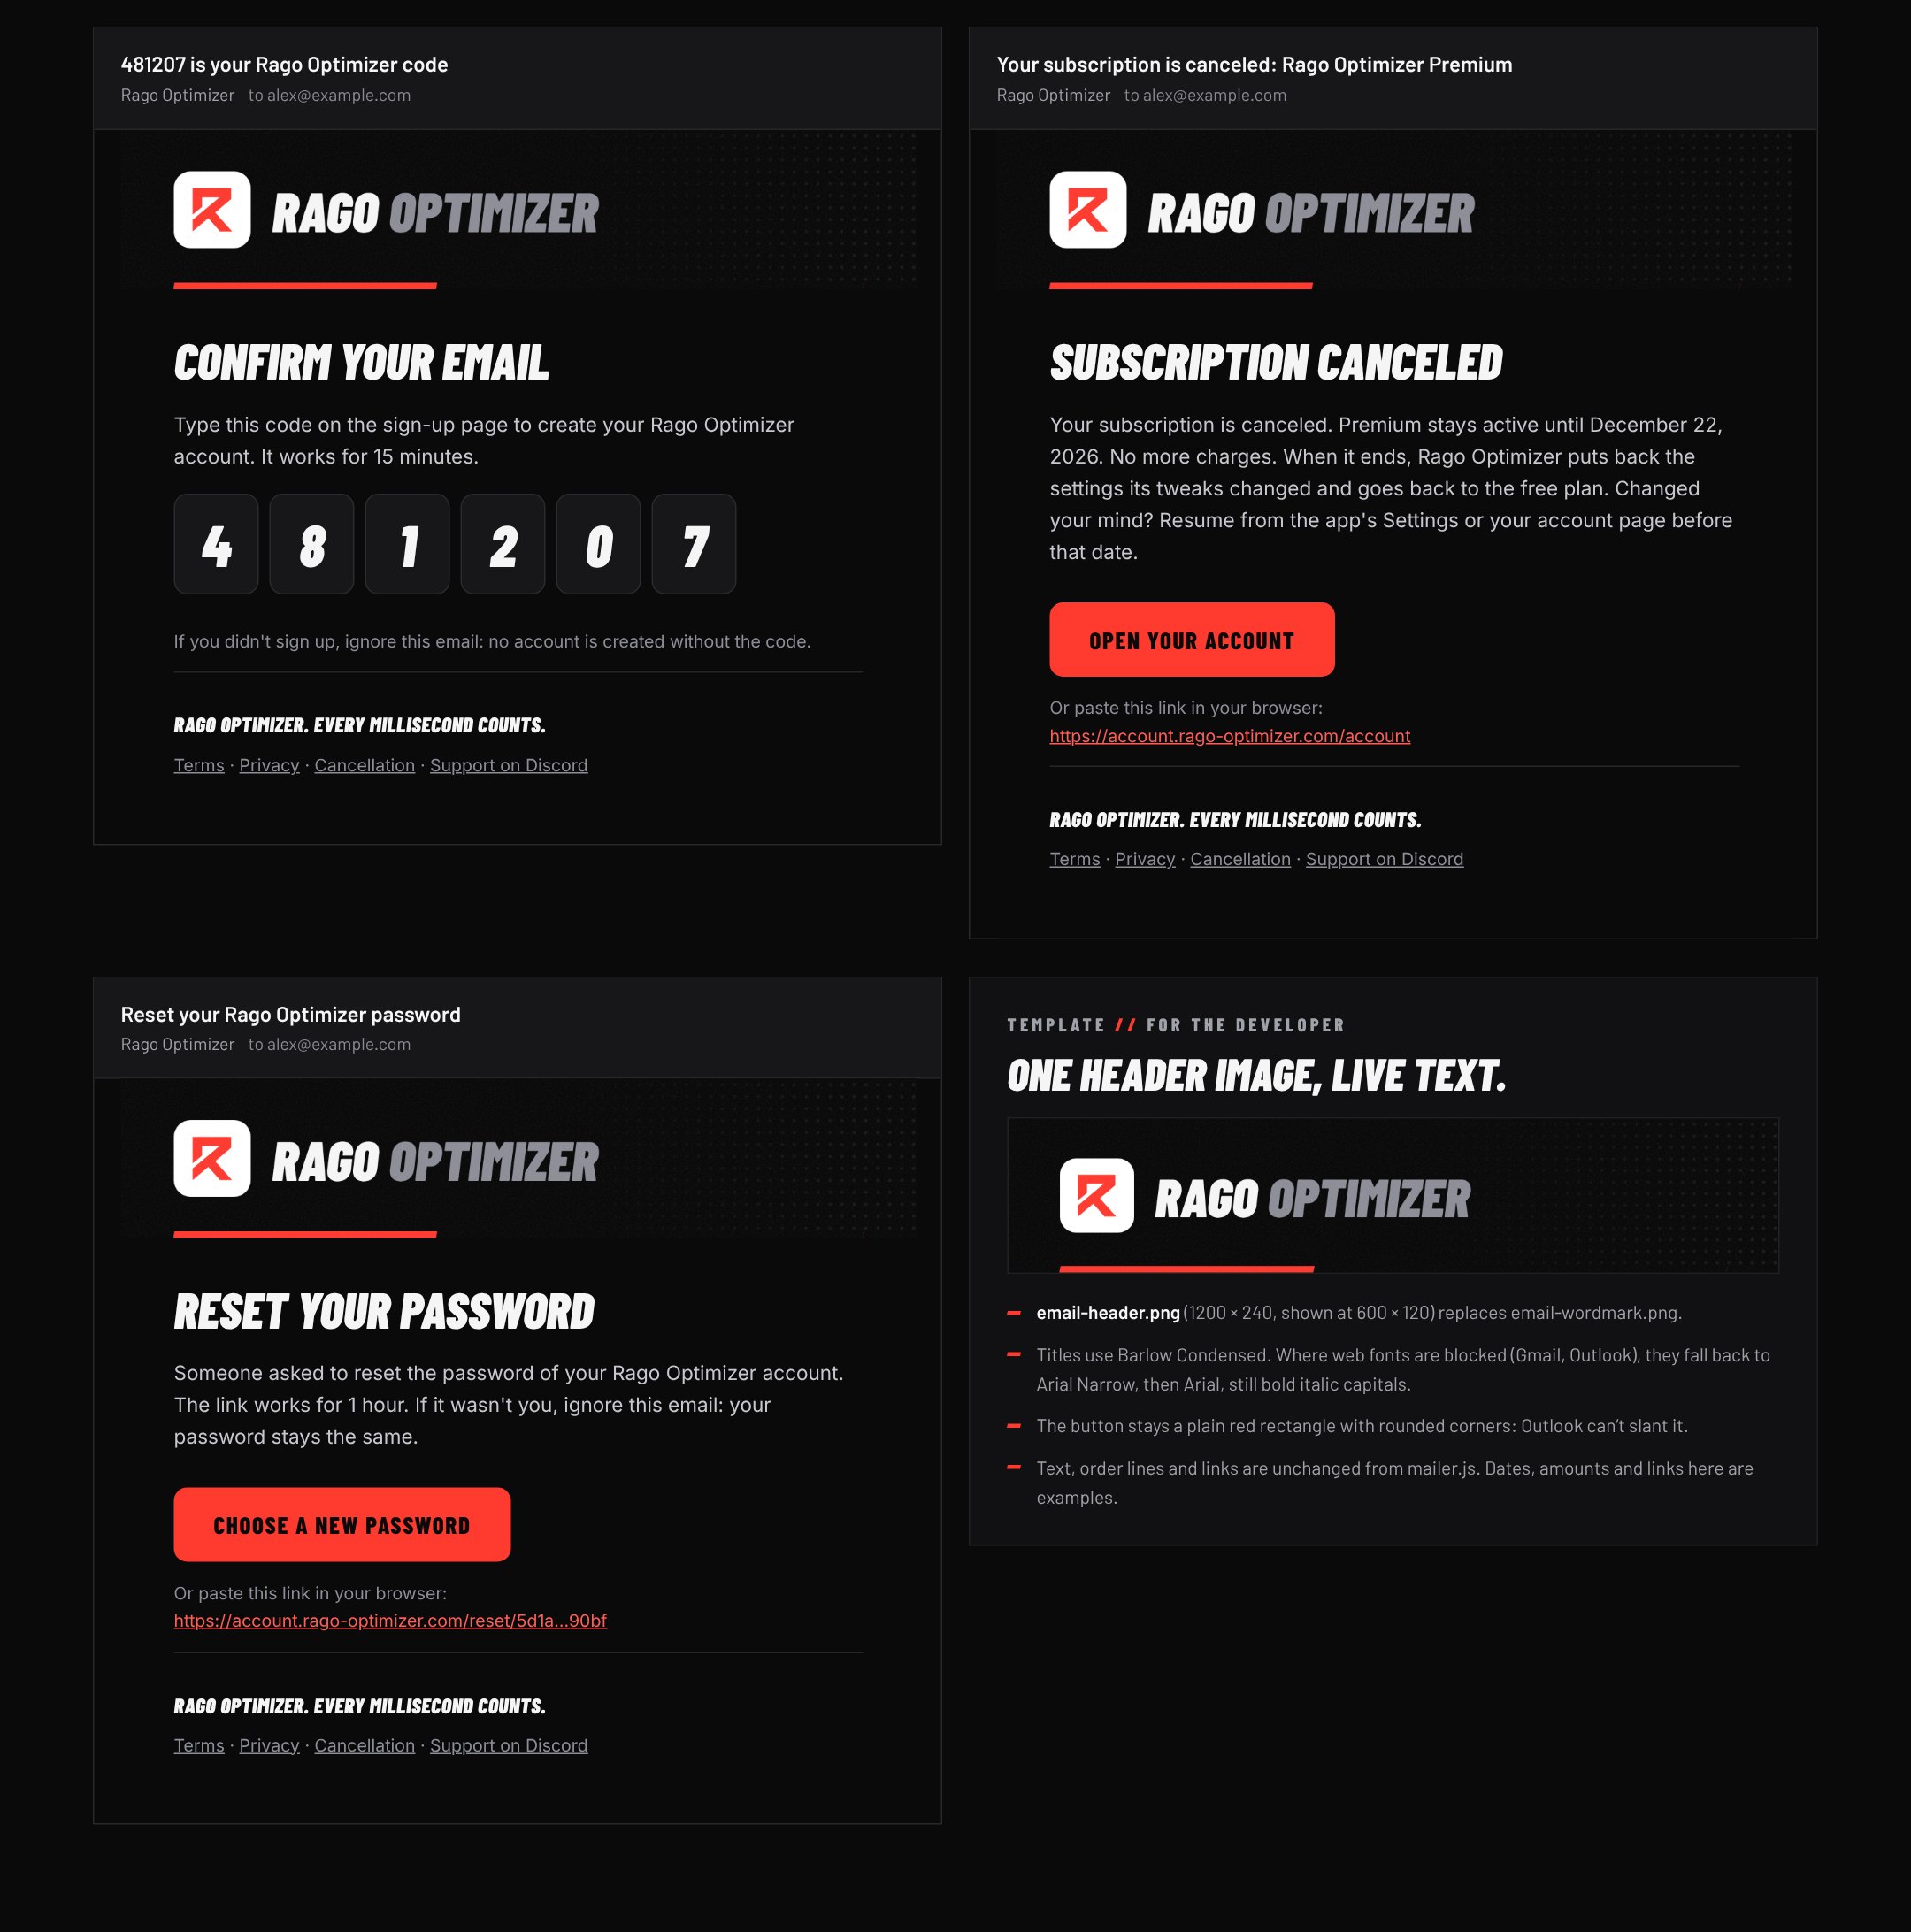 481207 is your Rago Optimizer code
Rago Optimizer to alex@example.com
RAGO OPTIMIZER
CONFIRM YOUR EMAIL
Type this code on the sign-up page to create your Rago Optimizer
account. It works for 15 minutes.
4 8 1 2 0 7
If you didn't sign up, ignore this email: no account is created without the code.
RAGO OPTIMIZER. EVERY MILLISECOND COUNTS.
Terms · Privacy · Cancellation · Support on Discord
Your subscription is canceled: Rago Optimizer Premium
Rago Optimizer to alex@example.com
RAGO OPTIMIZER
SUBSCRIPTION CANCELED
Your subscription is canceled. Premium stays active until December 22,
2026. No more charges. When it ends, Rago Optimizer puts back the
settings its tweaks changed and goes back to the free plan. Changed
your mind? Resume from the app's Settings or your account page before
that date.
OPEN YOUR ACCOUNT
Or paste this link in your browser:
https://account.rago-optimizer.com/account
RAGO OPTIMIZER. EVERY MILLISECOND COUNTS.
Terms · Privacy · Cancellation · Support on Discord
Reset your Rago Optimizer password
Rago Optimizer to alex@example.com
RAGO OPTIMIZER
RESET YOUR PASSWORD
Someone asked to reset the password of your Rago Optimizer account.
The link works for 1 hour. If it wasn't you, ignore this email: your
password stays the same.
CHOOSE A NEW PASSWORD
Or paste this link in your browser:
https://account.rago-optimizer.com/reset/5d1a...90bf
RAGO OPTIMIZER. EVERY MILLISECOND COUNTS.
Terms · Privacy · Cancellation · Support on Discord
TEMPLATE // FOR THE DEVELOPER
ONE HEADER IMAGE, LIVE TEXT.
RAGO OPTIMIZER
email-header.png (1200 × 240, shown at 600 × 120) replaces email-wordmark.png.
Titles use Barlow Condensed. Where web fonts are blocked (Gmail, Outlook), they fall back to
Arial Narrow, then Arial, still bold italic capitals.
The button stays a plain red rectangle with rounded corners: Outlook can’t slant it.
Text, order lines and links are unchanged from mailer.js. Dates, amounts and links here are
examples.